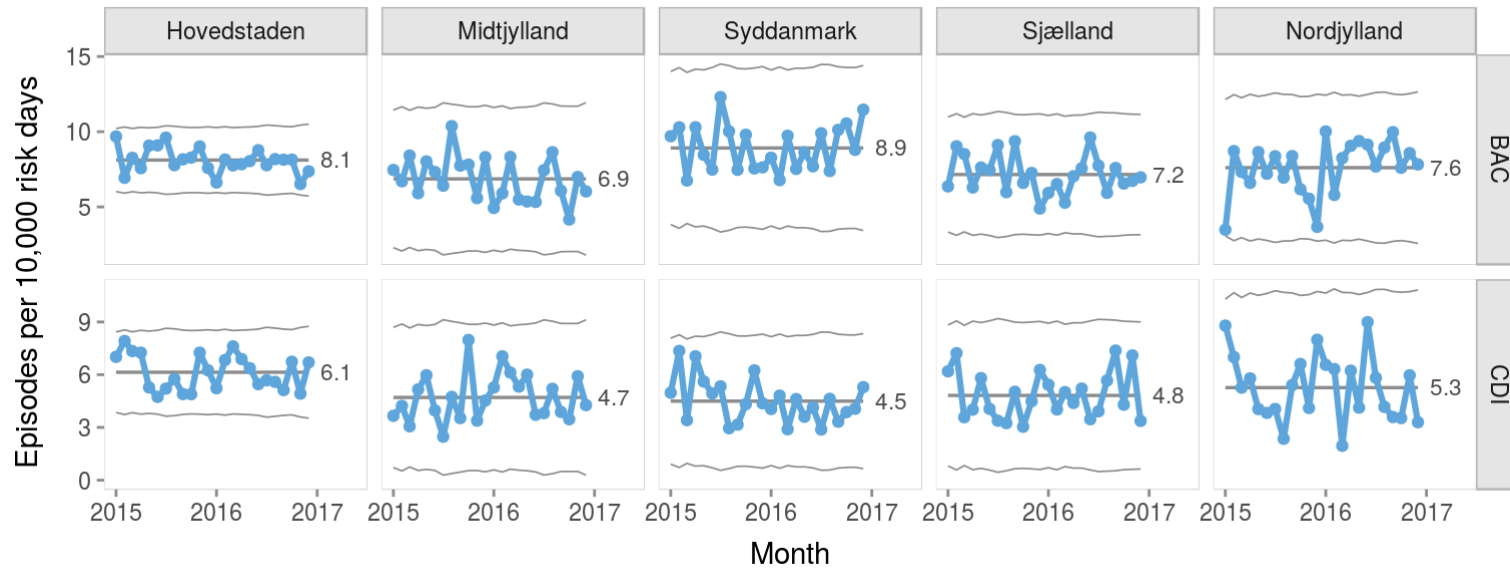 Hovedstaden Midtjylland Syddanmark Sjælland Nordjylland
Episodes per 10,000 risk days
15
10
5
8.1
6.9
8.9
7.2
7.6
BAC
9
6
3
0
6.1
4.7
4.5
4.8
5.3
CDI
2015 2016 2017 2015 2016 2017 2015 2016 2017 2015 2016 2017 2015 2016 2017
Month